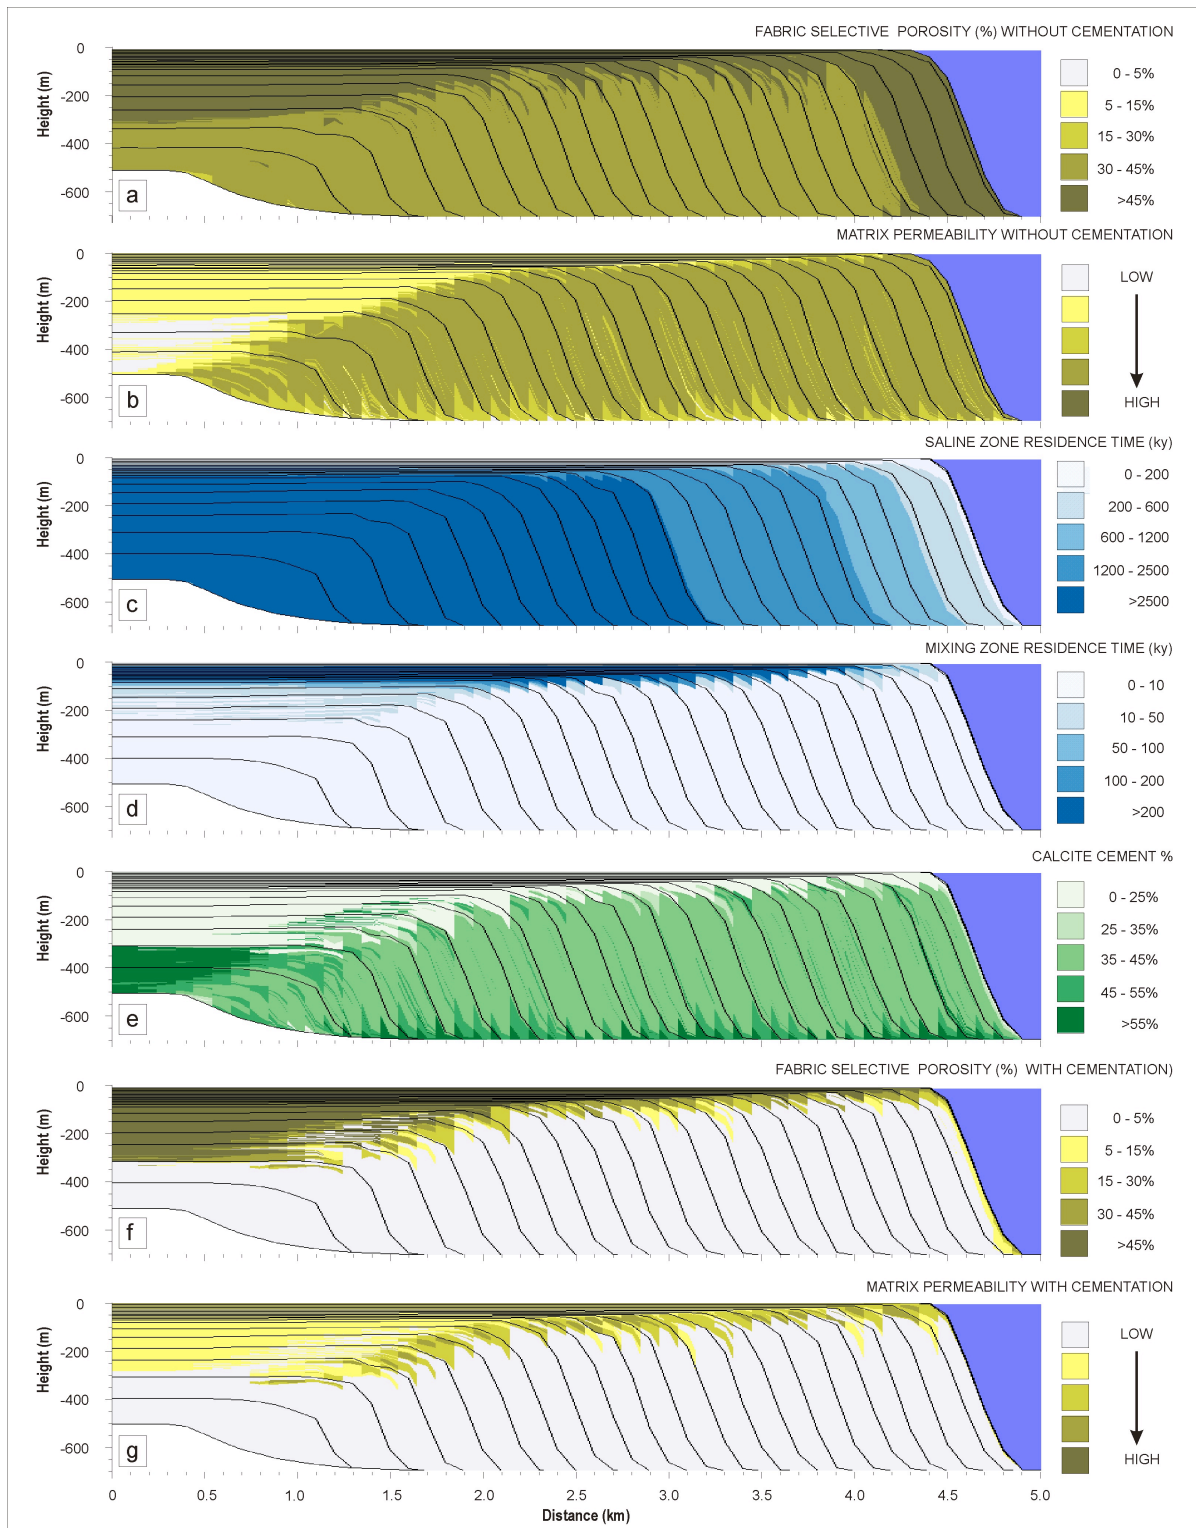 FABRIC SELECTIVE POROSITY (%) WITHOUT CEMENTATION
0
-200
-400
-600
Height (m)
a
0 - 5%
5 - 15%
15 - 30%
30 - 45%
>45%
MATRIX PERMEABILITY WITHOUT CEMENTATION
0
-200
-400
-600
Height (m)
b
LOW
HIGH
SALINE ZONE RESIDENCE TIME (ky)
0
-200
-400
-600
Height (m)
c
0 - 200
200 - 600
600 - 1200
1200 - 2500
>2500
MIXING ZONE RESIDENCE TIME (ky)
0
-200
-400
-600
Height (m)
d
0 - 10
10 - 50
50 - 100
100 - 200
>200
CALCITE CEMENT %
0
-200
-400
-600
Height (m)
e
0 - 25%
25 - 35%
35 - 45%
45 - 55%
>55%
FABRIC SELECTIVE POROSITY (% WITH CEMENTATION)
0
-200
-400
-600
Height (m)
f
0 - 5%
5 - 15%
15 - 30%
30 - 45%
>45%
MATRIX PERMEABILITY WITH CEMENTATION
0
-200
-400
-600
Height (m)
g
LOW
HIGH
0 0.5 1.0 1.5 2.0 2.5 3.0 3.5 4.0 4.5 5.0
Distance (km)